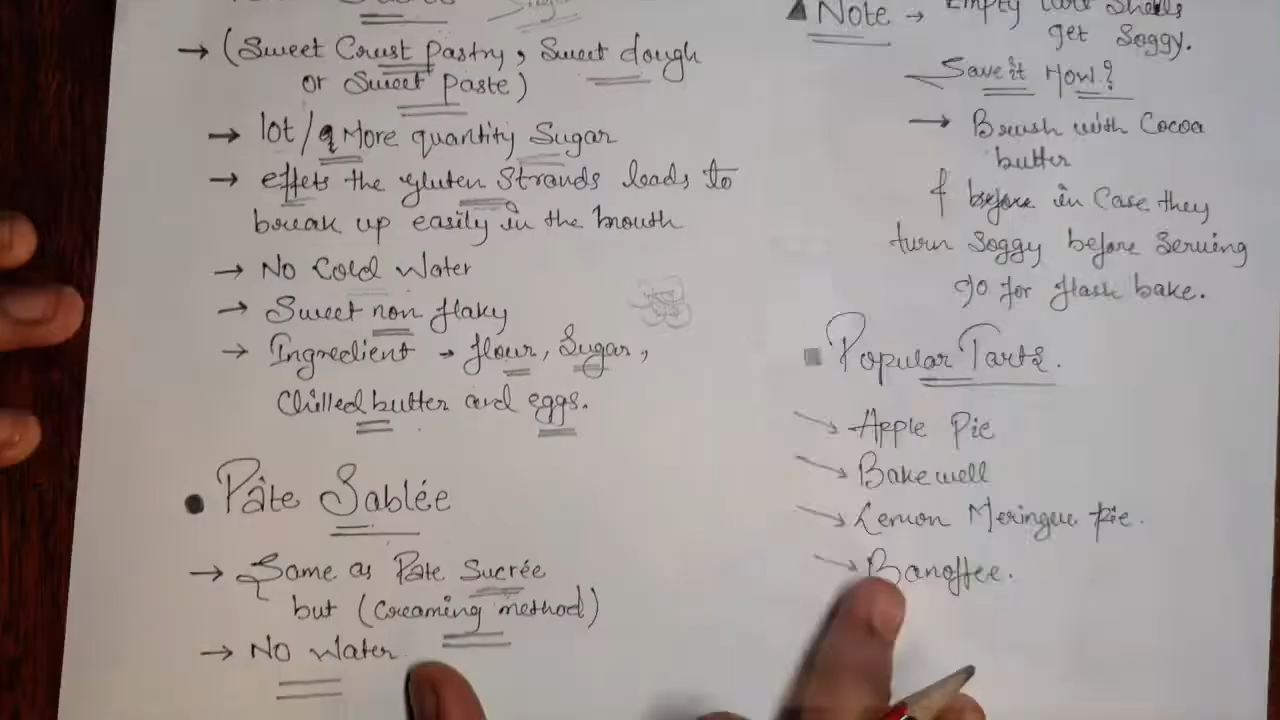 → (Sweet Crust pastry, Sweet dough
or Sweet paste)
→ lot/a More quantity Sugar
→ effets the gluten strands leads to
break up easily in the mouth
→ No Cold Water
→ Sweet non flaky
→ Ingredient → flour, Sugar,
Chilled butter and eggs.
• Pâte Sablée
→ Same as Pate Sucrée
but (Creaming method)
→ No Water
Note → Empty tart Shells
get Soggy.
Save it How?
→ Brush with Cocoa
butter
& before in Case they
turn Soggy before Serving
go for flash bake.
Popular Tarts.
→ Apple Pie
→ Bakewell
→ Lemon Meringue Pie.
→ Banoffee.